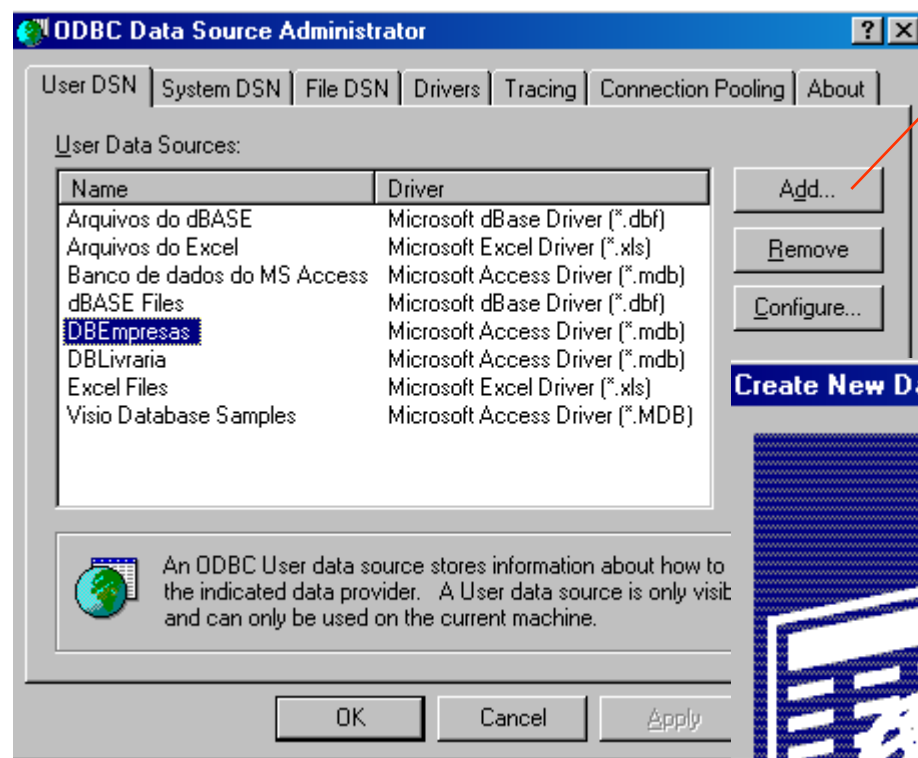 ODBC Data Source Administrator
User DSN System DSN File DSN Drivers Tracing Connection Pooling About
User Data Sources:
Name Driver
Arquivos do dBASE Microsoft dBase Driver (*.dbf)
Arquivos do Excel Microsoft Excel Driver (*.xls)
Banco de dados do MS Access Microsoft Access Driver (*.mdb)
dBASE Files Microsoft dBase Driver (*.dbf)
DBEmpresas Microsoft Access Driver (*.mdb)
DBLivraria Microsoft Access Driver (*.mdb)
Excel Files Microsoft Excel Driver (*.xls)
Visio Database Samples Microsoft Access Driver (*.MDB)
Add...
Remove
Configure...
Create New
An ODBC User data source stores information about how to
the indicated data provider. A User data source is only
and can only be used on the current machine.
OK Cancel Apply